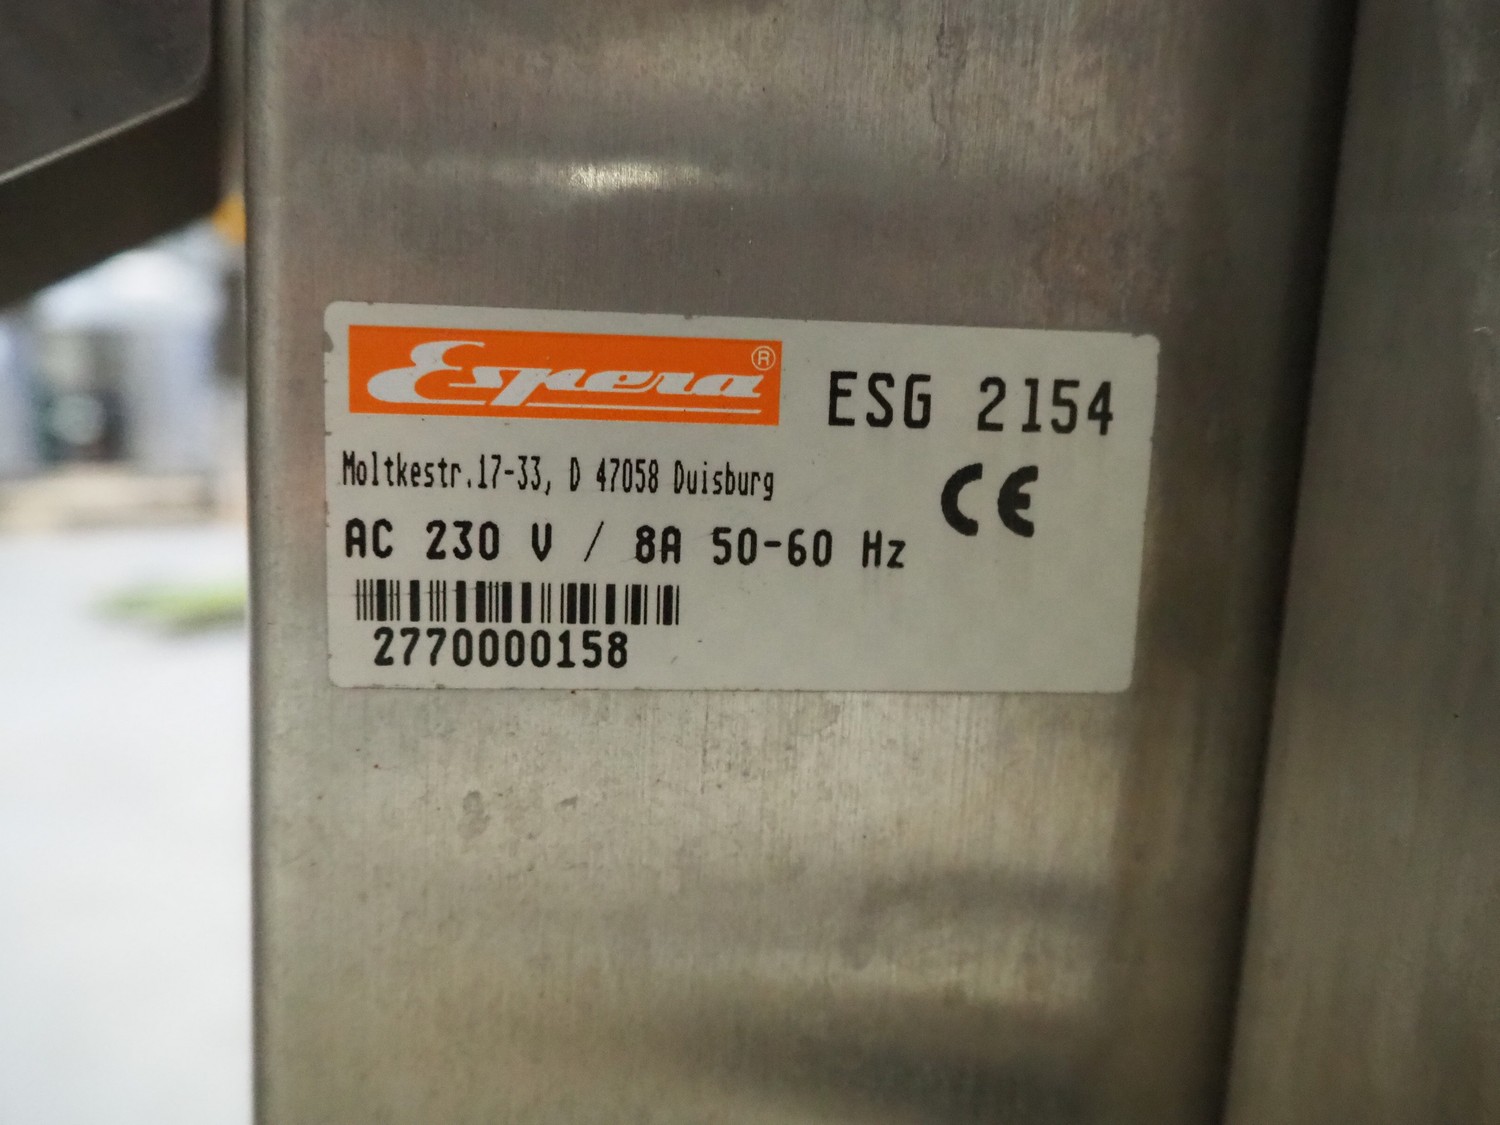 Espera ®
ESG 2154
Moltkestr.17-33, D 47058 Duisburg
CE
AC 230 V / 8A 50-60 Hz
2770000158